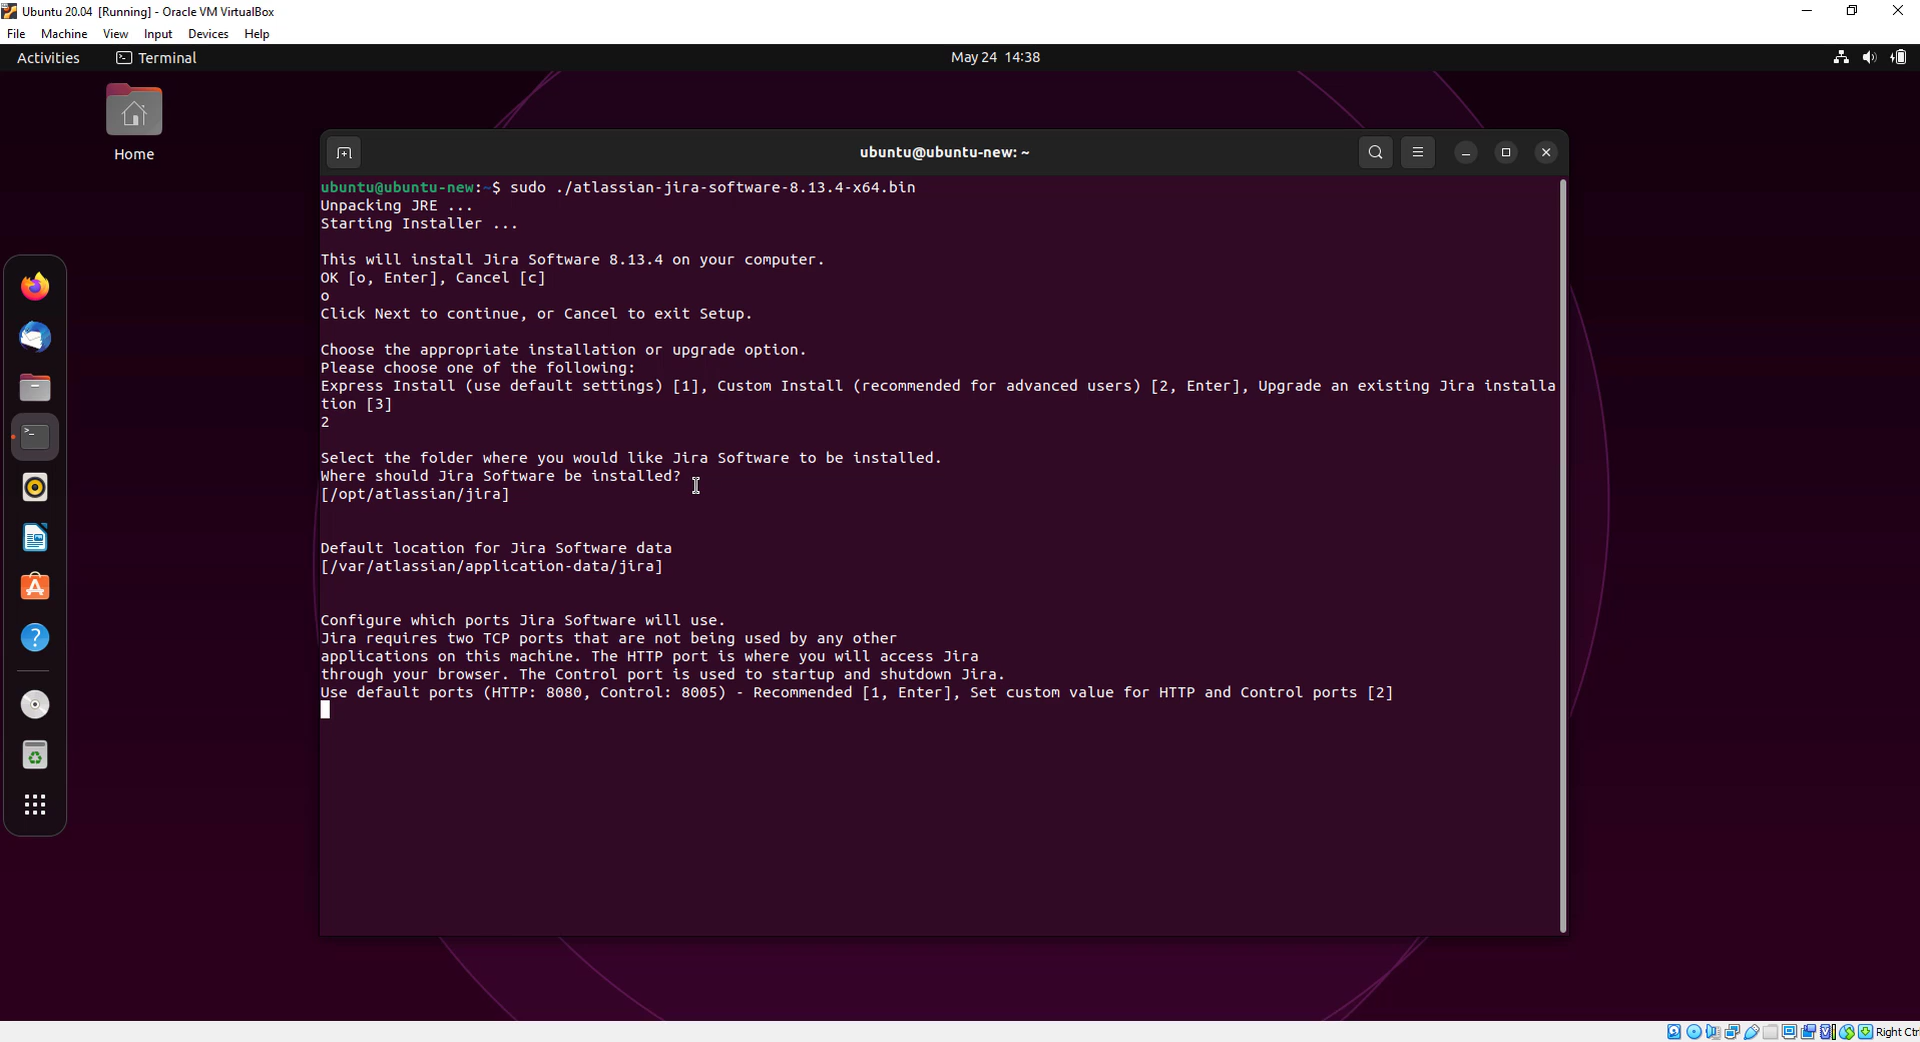 Ubuntu 20.04 [Running] - Oracle VM VirtualBox
File Machine View Input Devices Help
Activities Terminal May 24 14:38
Home
ubuntu@ubuntu-new: ~
ubuntu@ubuntu-new:~$ sudo ./atlassian-jira-software-8.13.4-x64.bin
Unpacking JRE ...
Starting Installer ...
This will install Jira Software 8.13.4 on your computer.
OK [o, Enter], Cancel [c]
o
Click Next to continue, or Cancel to exit Setup.
Choose the appropriate installation or upgrade option.
Please choose one of the following:
Express Install (use default settings) [1], Custom Install (recommended for advanced users) [2, Enter], Upgrade an existing Jira installa
tion [3]
2
Select the folder where you would like Jira Software to be installed.
Where should Jira Software be installed?
[/opt/atlassian/jira]
Default location for Jira Software data
[/var/atlassian/application-data/jira]
Configure which ports Jira Software will use.
Jira requires two TCP ports that are not being used by any other
applications on this machine. The HTTP port is where you will access Jira
through your browser. The Control port is used to startup and shutdown Jira.
Use default ports (HTTP: 8080, Control: 8005) - Recommended [1, Enter], Set custom value for HTTP and Control ports [2]
Right Ctr